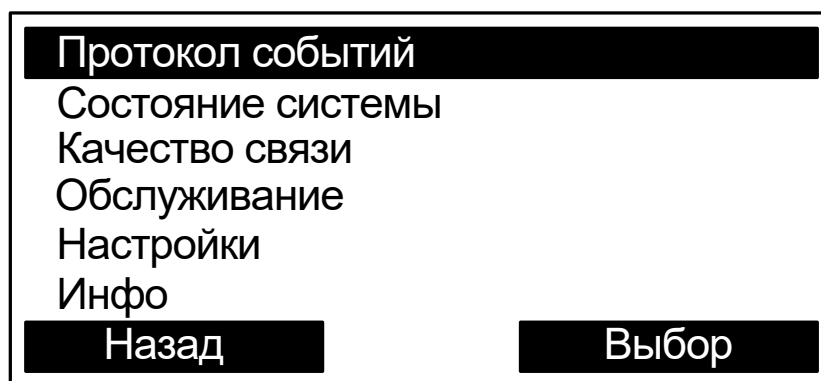 Протокол событий
Состояние системы
Качество связи
Обслуживание
Настройки
Инфо
Назад Выбор